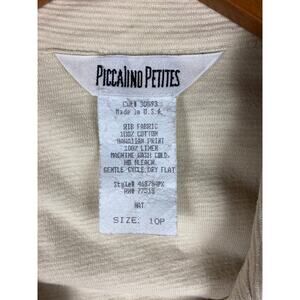 PICCALINO PETITES
Made in U.S.A.
RIB FABRIC
100% COTTON
HAWAIIAN PRINT
100% LINEN
MACHINE WASH COLD.
NO BLEACH.
GENTLE CYCLE.DRY FLAT
NAT
SIZE: 10P